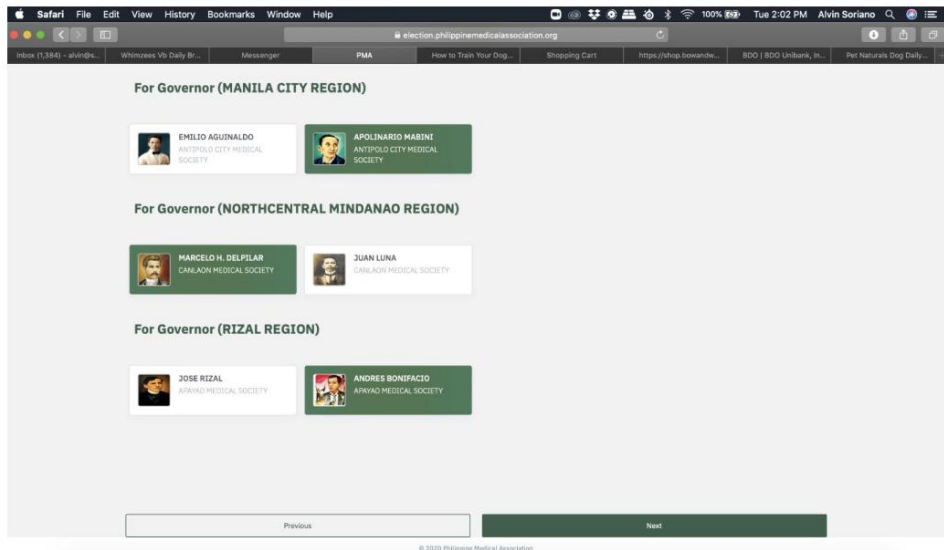 Safari File Edit View History Bookmarks Window Help 100% Tue 2:02 PM Alvin Soriano
election.philippinemedicalassociation.org
Inbox (1,384) - alvin@s... Whimzees Vb Daily Br... Messenger PMA How to Train Your Dog... Shopping Cart https://shop.bowandw... BDO | BDO Unibank, In... Pet Naturals Dog Daily...
For Governor (MANILA CITY REGION)
EMILIO AGUINALDO
ANTIPOLO CITY MEDICAL
SOCIETY
APOLINARIO MABINI
ANTIPOLO CITY MEDICAL
SOCIETY
For Governor (NORTHCENTRAL MINDANAO REGION)
MARCELO H. DELPILAR
CANLAON MEDICAL SOCIETY
JUAN LUNA
CANLAON MEDICAL SOCIETY
For Governor (RIZAL REGION)
JOSE RIZAL
APAYAO MEDICAL SOCIETY
ANDRES BONIFACIO
APAYAO MEDICAL SOCIETY
Previous Next
© 2020 Philippine Medical Association